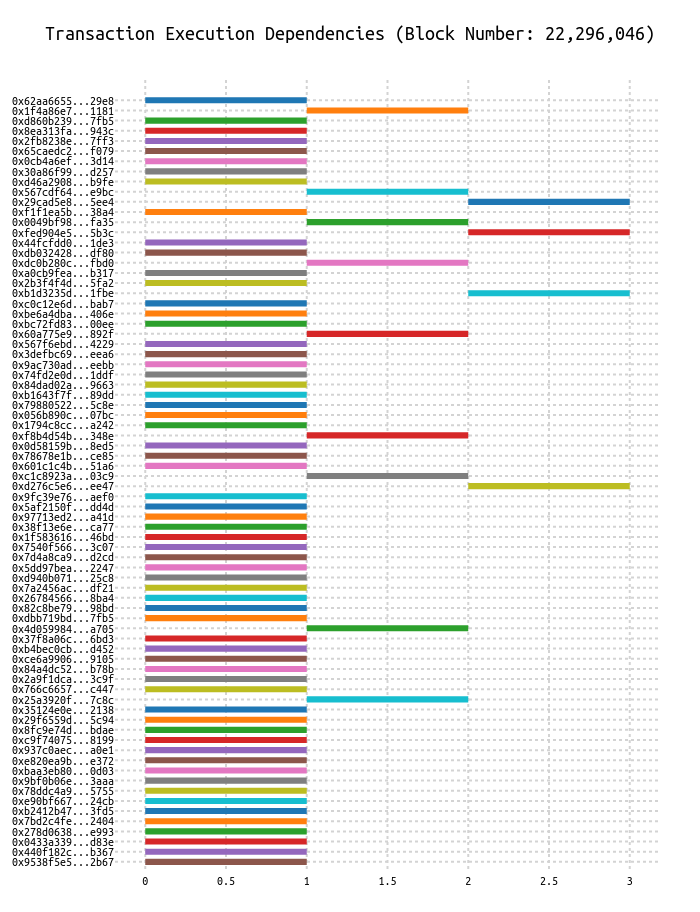 Transaction Execution Dependencies (Block Number: 22,296,046)
0x62aa6655...29e8
0x1f4a86e7...1181
0xd860b239...7fb5
0x8ea313fa...943c
0x2fb8238e...7ff3
0x65caedc2...f079
0x0cb4a6ef...3d14
0x30a86f99...d257
0xd46a2908...b9fe
0x567cdf64...e9bc
0x29cad5e8...5ee4
0xf1f1ea5b...38a4
0x0049bf98...fa35
0xfed904e5...5b3c
0x44fcfdd0...1de3
0xdb032428...df80
0xdc0b280c...fbd0
0xa0cb9fea...b317
0x2b3f4f4d...5fa2
0xb1d3235d...1fbe
0xc0c12e6d...bab7
0xbe6a4dba...406e
0xbc72fd83...00ee
0x60a775e9...892f
0x567f6ebd...4229
0x3defbc69...eea6
0x9ac730ad...eebb
0x74fd2e0d...1ddf
0x84dad02a...9663
0xb1643f7f...89dd
0x79880522...5c8e
0x056b890c...07bc
0x1794c8cc...a242
0xf8b4d54b...348e
0x0d58159b...8ed5
0x78678e1b...ce85
0x601c1c4b...51a6
0xc1c8923a...03c9
0xd276c5e6...ee47
0x9fc39e76...aef0
0x5af2150f...dd4d
0x97713ed2...a41d
0x38f13e6e...ca77
0x1f583616...46bd
0x7540f566...3c07
0x7d4a8ca9...d2cd
0x5dd97bea...2247
0xd940b071...25c8
0x7a2456ac...df21
0x26784566...8ba4
0x82c8be79...98bd
0xdbb719bd...7fb5
0x4d059984...a705
0x37f8a06c...6bd3
0xb4bec0cb...d452
0xce6a9906...9105
0x84a4dc52...b78b
0x2a9f1dca...3c9f
0x766c6657...c447
0x25a3920f...7c8c
0x35124e0e...2138
0x29f6559d...5c94
0x8fc9e74d...bdae
0xc9f74075...8199
0x937c0aec...a0e1
0xe820ea9b...e372
0xbaa3eb80...0d03
0x9bf0b06e...3aaa
0x78ddc4a9...5755
0xe90bf667...24cb
0xb2412b47...3fd5
0x7bd2c4fe...2404
0x278d0638...e993
0x0433a339...d83e
0x440f182c...b367
0x9538f5e5...2b67
0 0.5 1 1.5 2 2.5 3